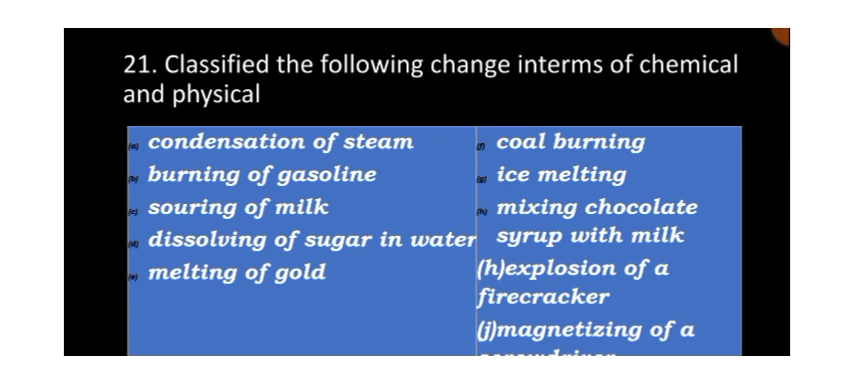 21. Classified the following change interms of chemical
and physical
(a) condensation of steam
(b) burning of gasoline
(c) souring of milk
(d) dissolving of sugar in water
(e) melting of gold
(f) coal burning
(g) ice melting
(h) mixing chocolate
syrup with milk
(h)explosion of a
firecracker
(j)magnetizing of a